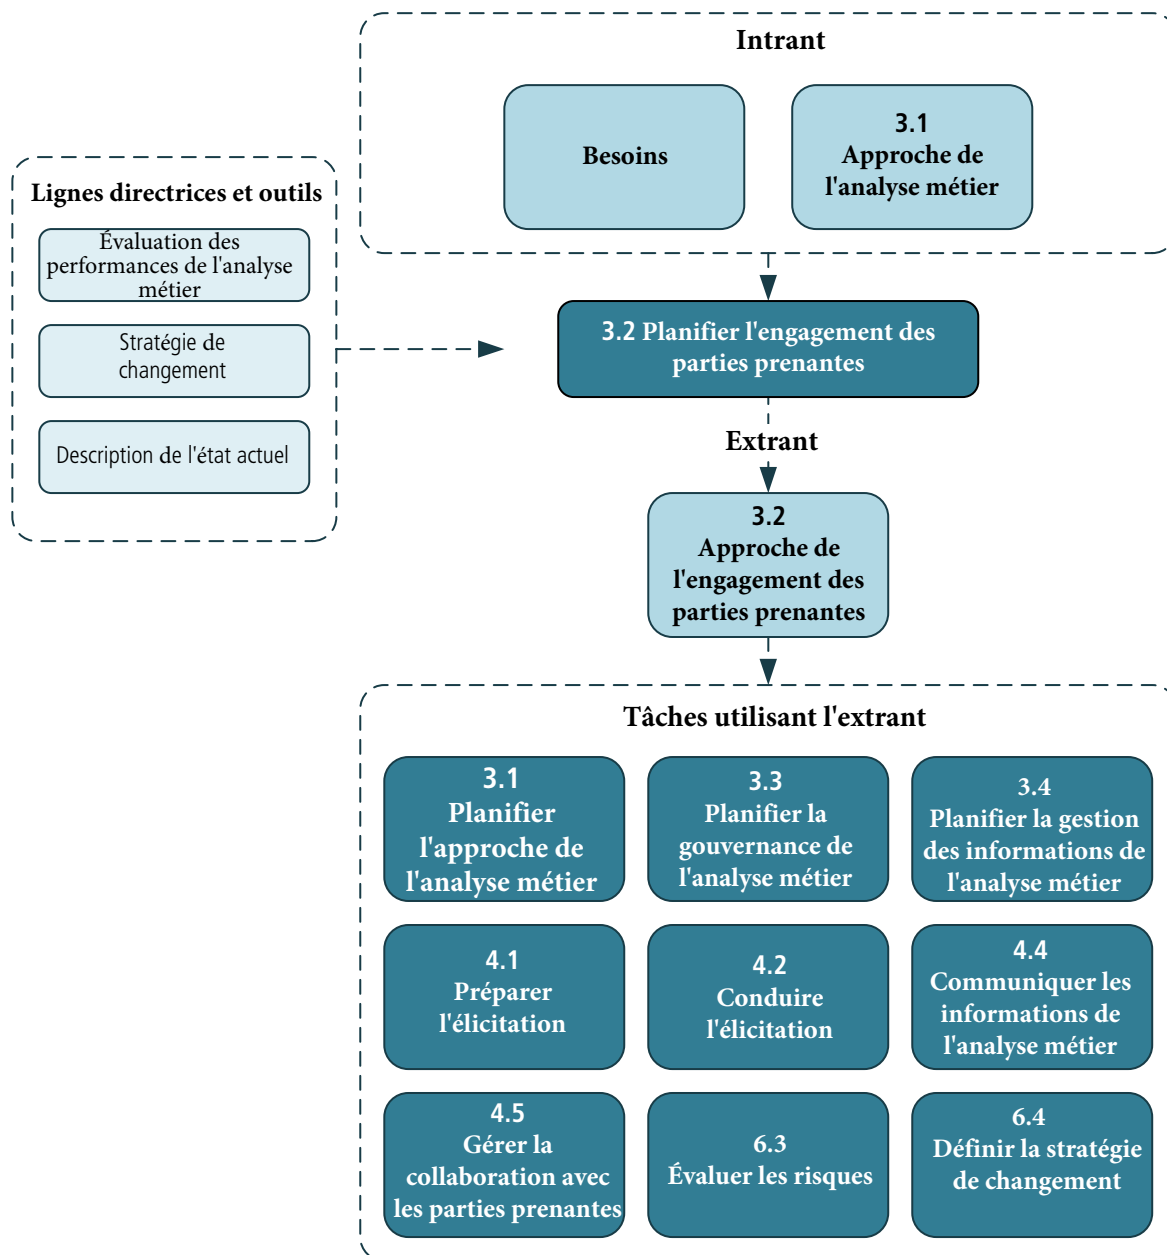 Intrant
Besoins
3.1
Approche de
l'analyse métier
Lignes directrices et outils
Évaluation des
performances de l'analyse
métier
Stratégie de
changement
Description de l'état actuel
3.2 Planifier l'engagement des
parties prenantes
Extrant
3.2
Approche de
l'engagement des
parties prenantes
Tâches utilisant l'extrant
3.1
Planifier
l'approche de
l'analyse métier
3.3
Planifier la
gouvernance de
l'analyse métier
3.4
Planifier la gestion
des informations de
l'analyse métier
4.1
Préparer
l'élicitation
4.2
Conduire
l'élicitation
4.4
Communiquer les
informations de
l'analyse métier
4.5
Gérer la
collaboration avec
les parties prenantes
6.3
Évaluer les risques
6.4
Définir la stratégie
de changement